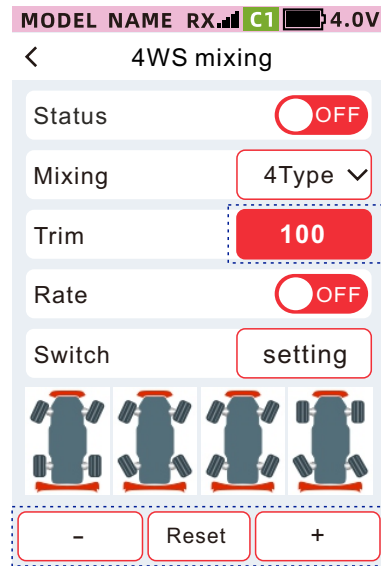 MODEL NAME RX C1 4.0V
< 4WS mixing
Status OFF
Mixing 4Type
Trim 100
Rate OFF
Switch setting
- Reset +